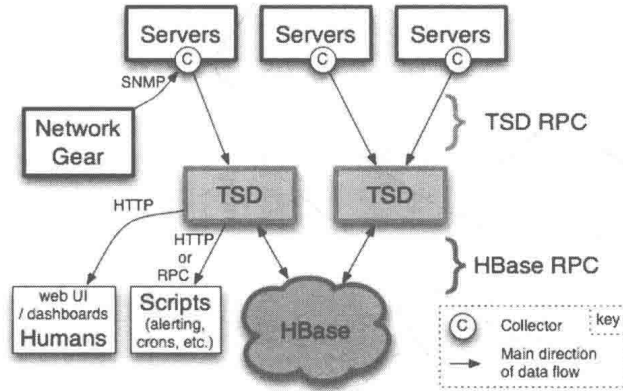 Servers
Servers
Servers
C
C
C
SNMP
Network
Gear
TSD RPC
TSD
TSD
HTTP
HTTP
or
RPC
HBase RPC
web UI
/ dashboards
Humans
Scripts
(alerting,
crons, etc.)
HBase
C Collector
key
Main direction
of data flow